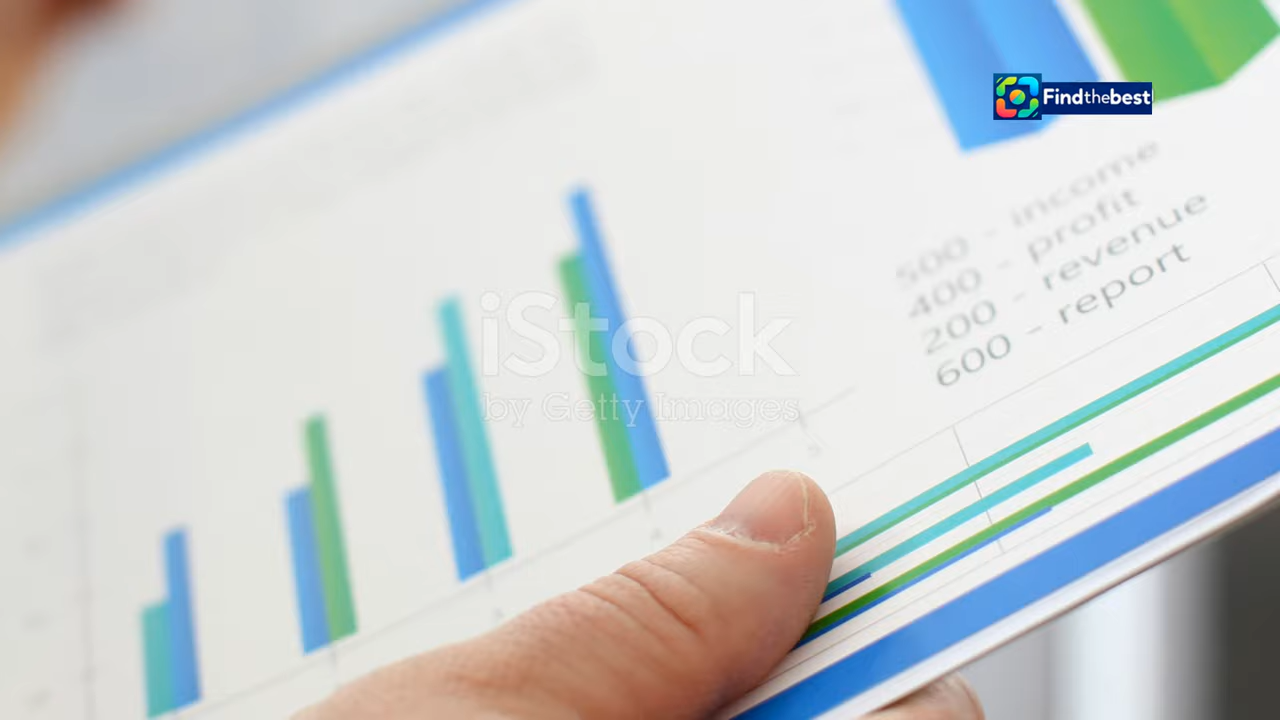 Findthebest
500 - income
400 - profit
200 - revenue
600 - report
iStock
by Getty Images